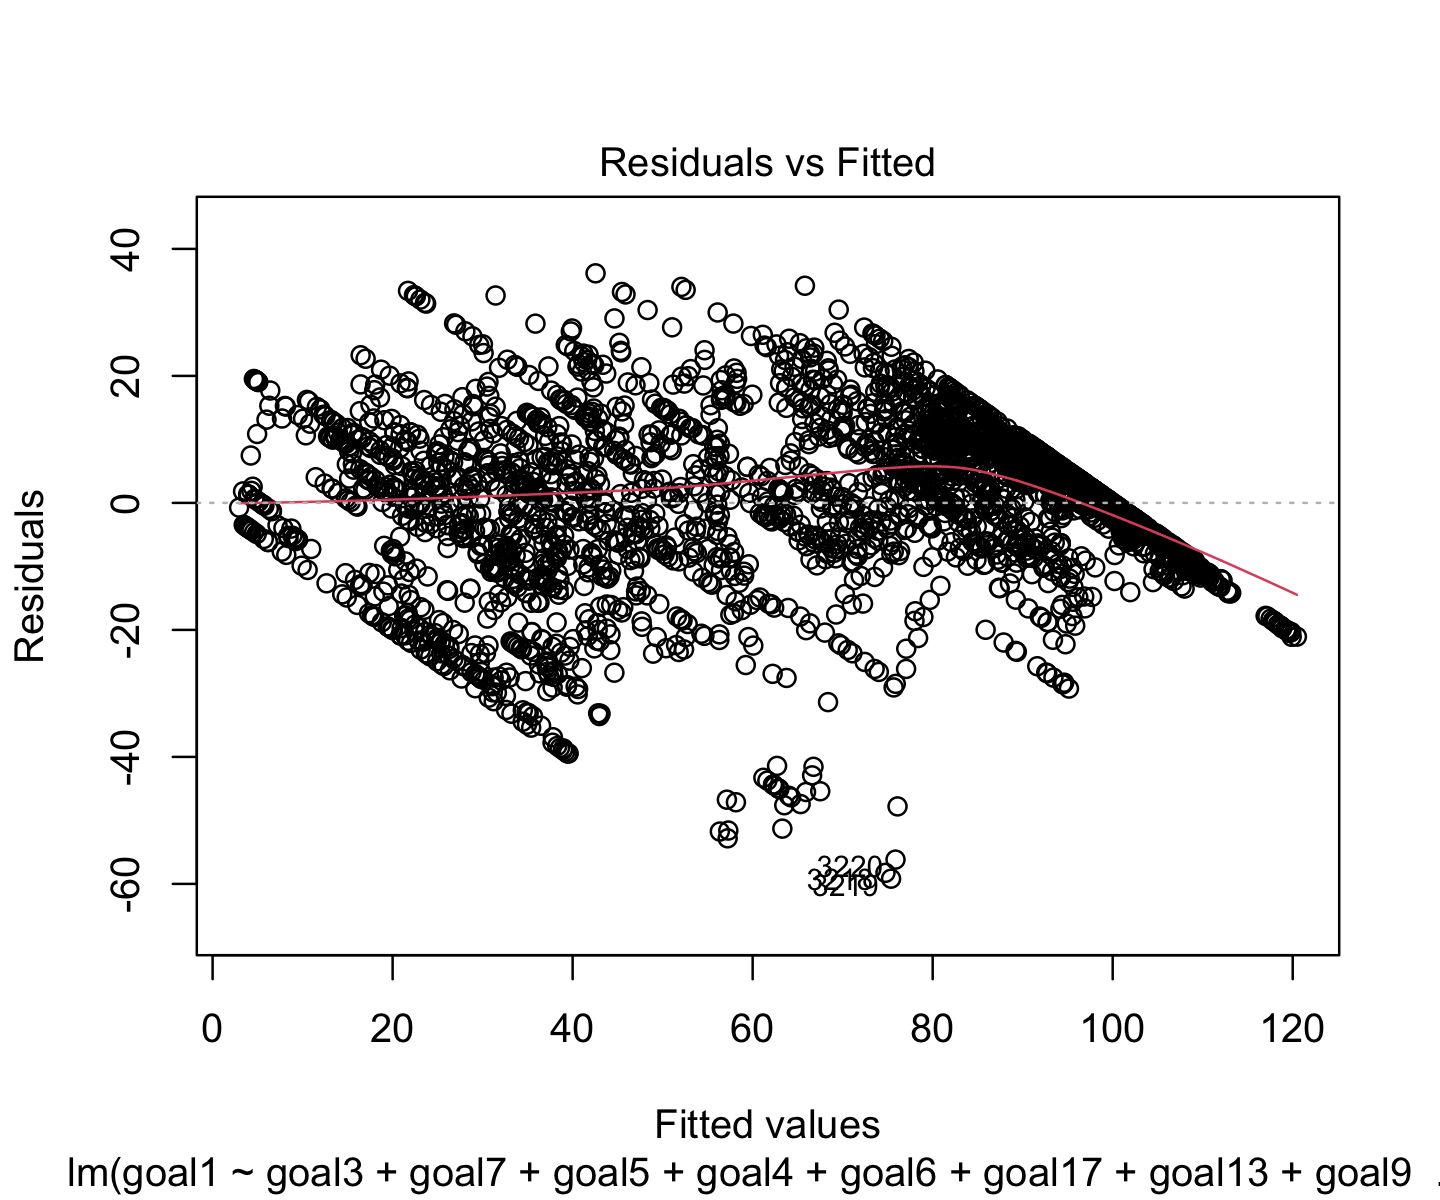 Residuals vs Fitted
40
20
0
-20
-40
-60
Residuals
3220
3219
0 20 40 60 80 100 120
Fitted values
lm(goal1 ~ goal3 + goal7 + goal5 + goal4 + goal6 + goal17 + goal13 + goal9 .